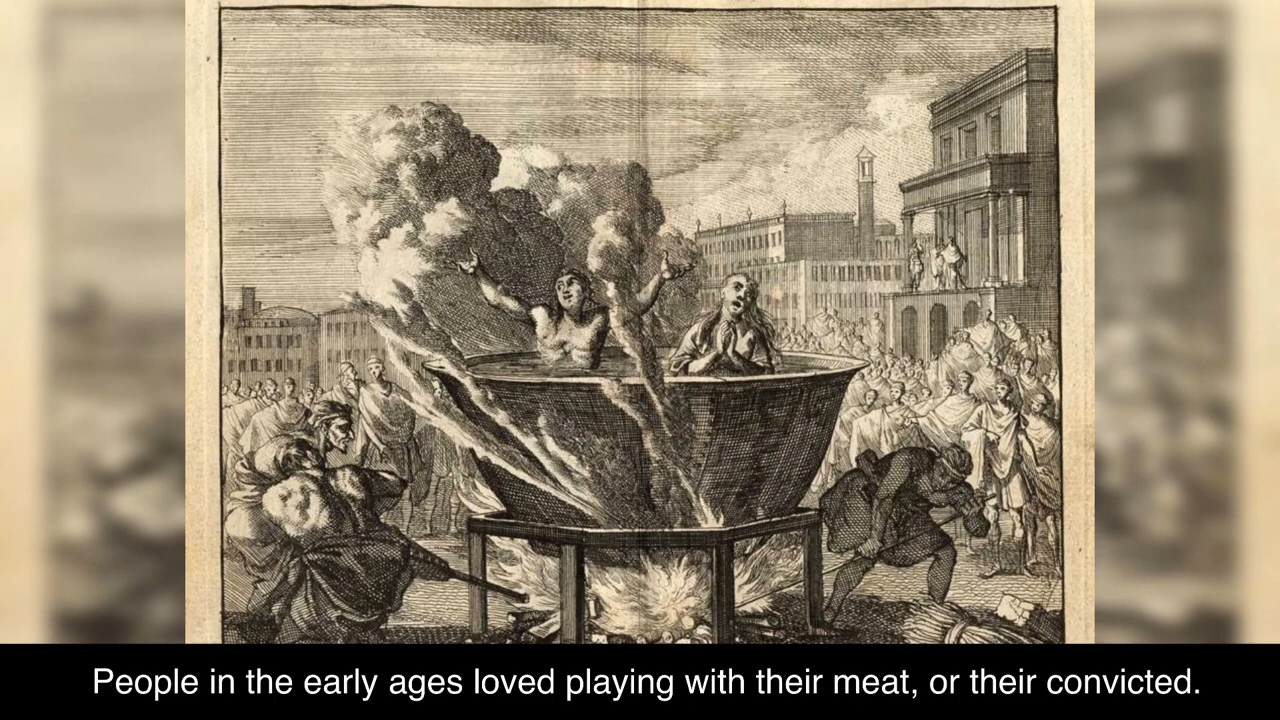 People in the early ages loved playing with their meat, or their convicted.